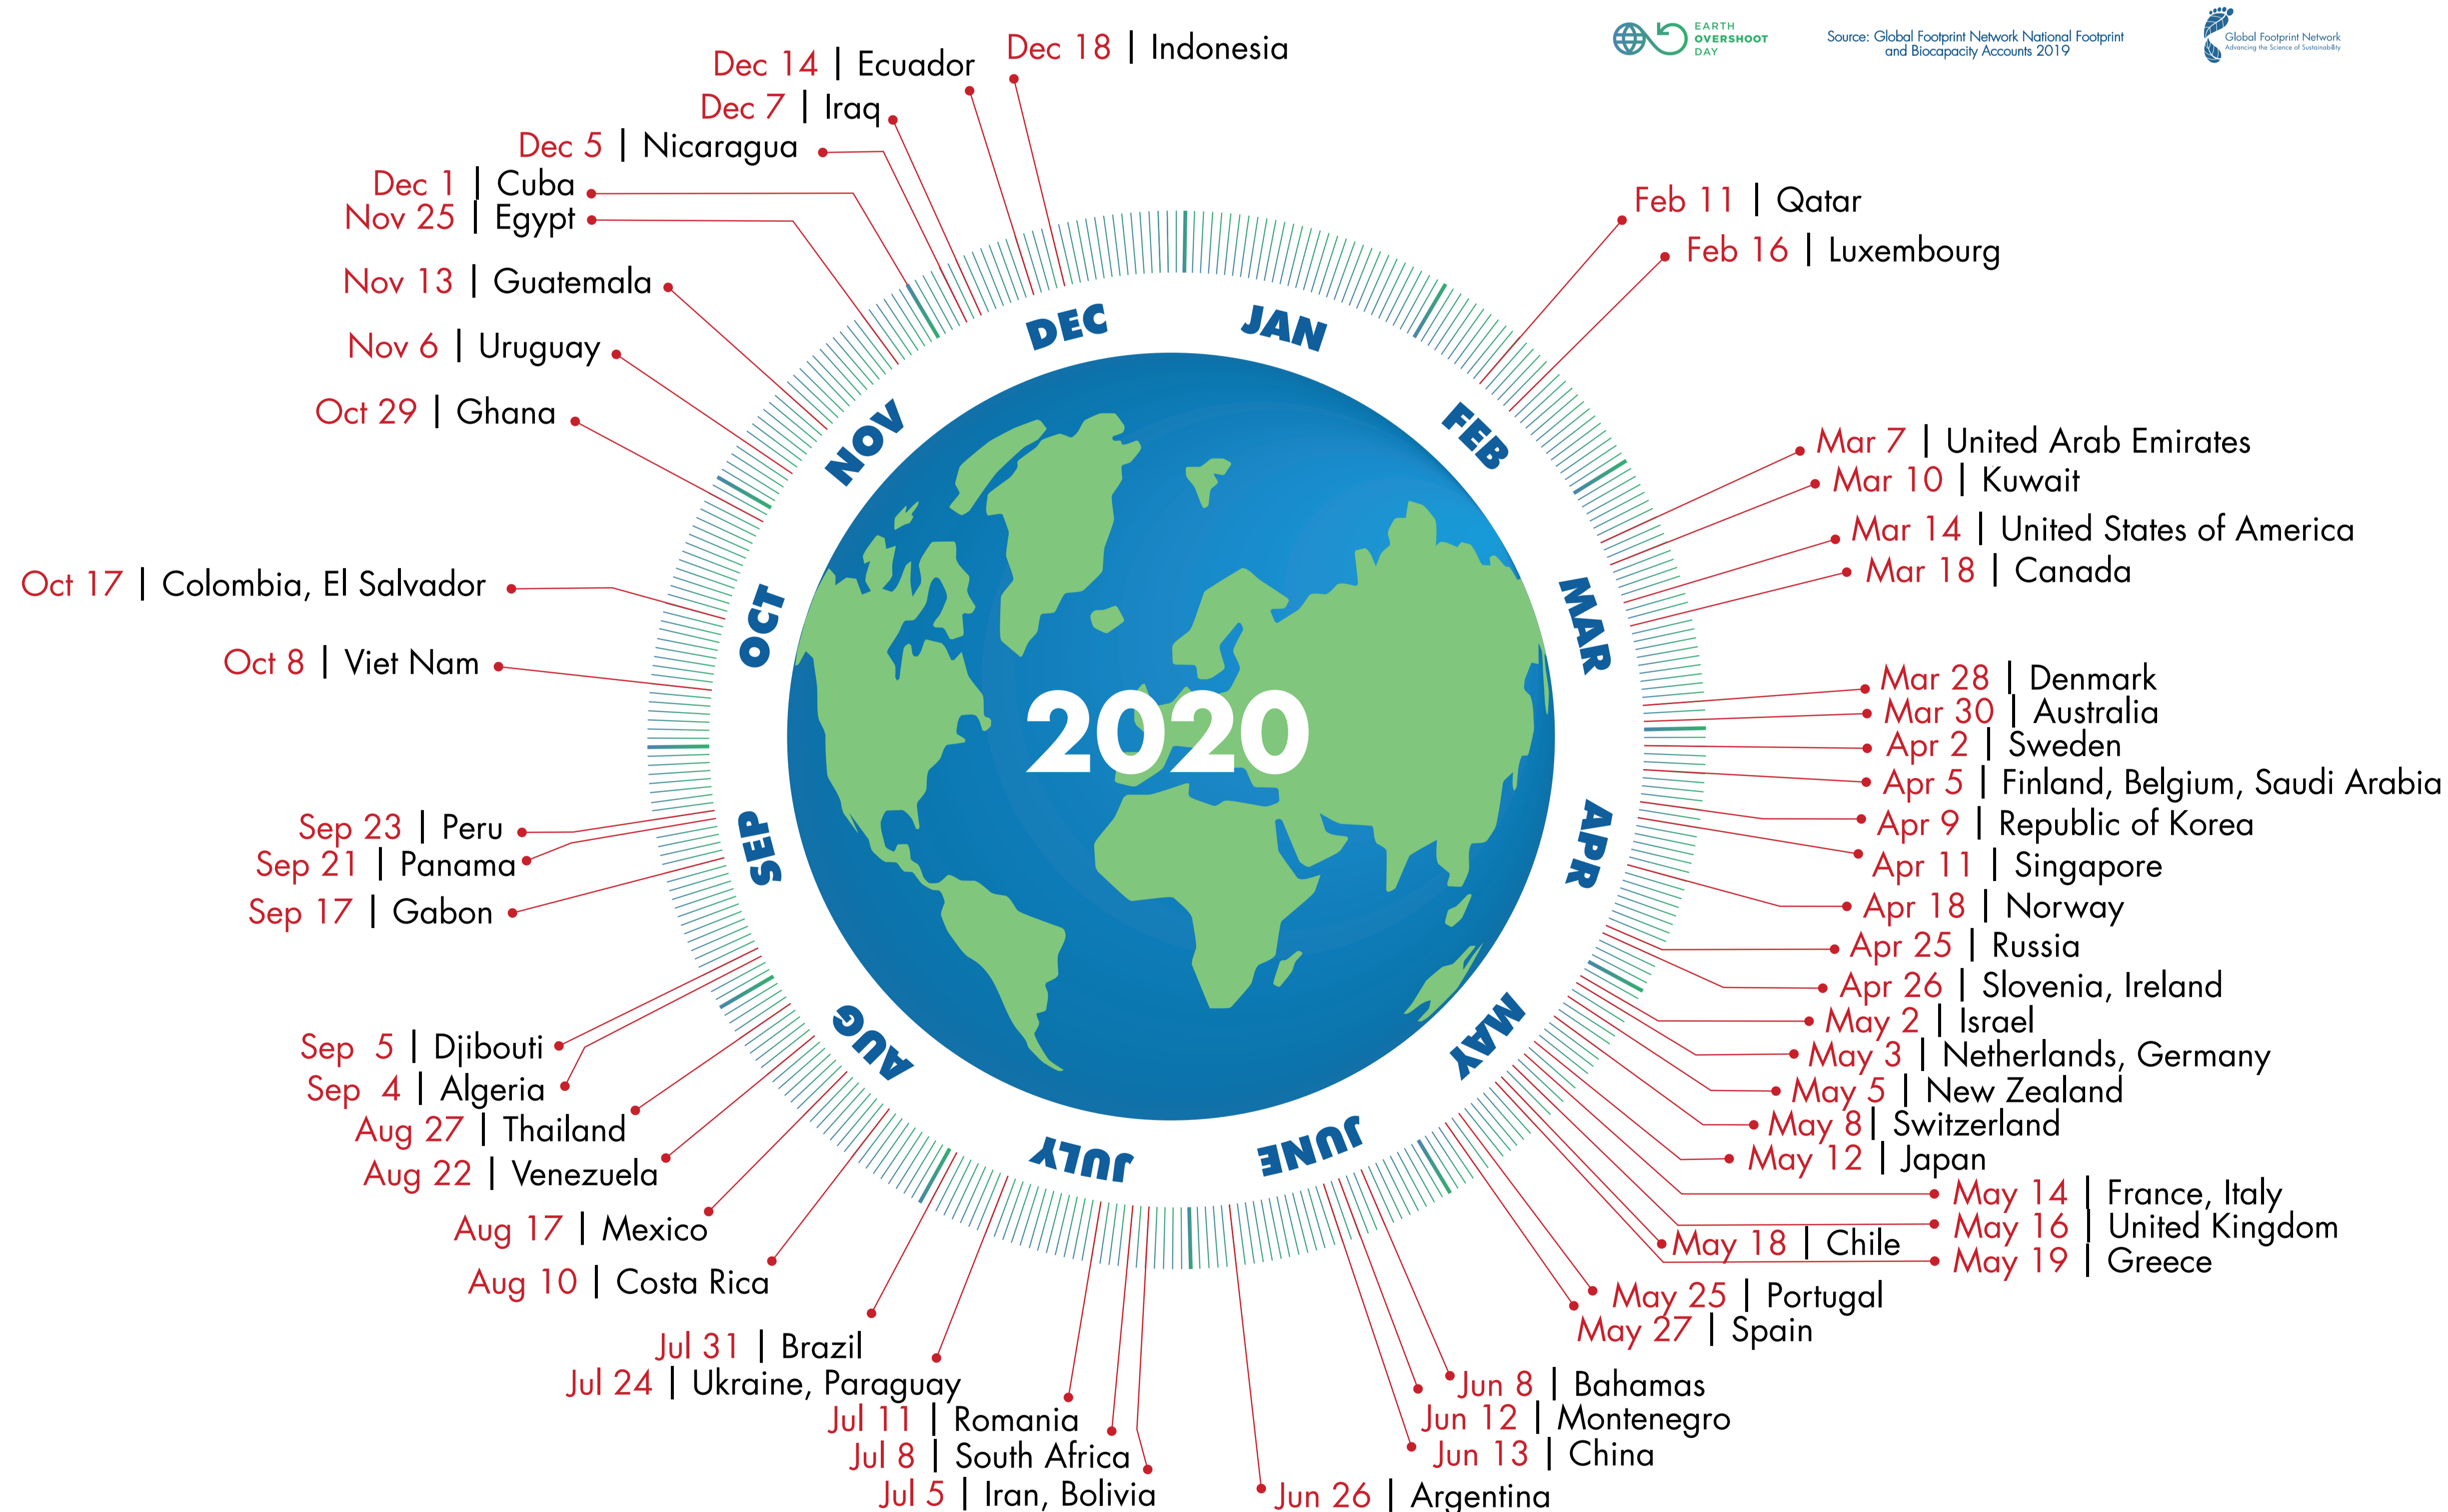 EARTH
OVERSHOOT
DAY
Source: Global Footprint Network National Footprint
and Biocapacity Accounts 2019
Global Footprint Network
Advancing the Science of Sustainability
JAN
FEB
MAR
APR
MAY
JUNE
JULY
AUG
SEP
OCT
NOV
DEC
2020
Feb 11 | Qatar
Feb 16 | Luxembourg
Mar 7 | United Arab Emirates
Mar 10 | Kuwait
Mar 14 | United States of America
Mar 18 | Canada
Mar 28 | Denmark
Mar 30 | Australia
Apr 2 | Sweden
Apr 5 | Finland, Belgium, Saudi Arabia
Apr 9 | Republic of Korea
Apr 11 | Singapore
Apr 18 | Norway
Apr 25 | Russia
Apr 26 | Slovenia, Ireland
May 2 | Israel
May 3 | Netherlands, Germany
May 5 | New Zealand
May 8 | Switzerland
May 12 | Japan
May 14 | France, Italy
May 16 | United Kingdom
May 18 | Chile
May 19 | Greece
May 25 | Portugal
May 27 | Spain
Jun 8 | Bahamas
Jun 12 | Montenegro
Jun 13 | China
Jun 26 | Argentina
Jul 5 | Iran, Bolivia
Jul 8 | South Africa
Jul 11 | Romania
Jul 24 | Ukraine, Paraguay
Jul 31 | Brazil
Aug 10 | Costa Rica
Aug 17 | Mexico
Aug 22 | Venezuela
Aug 27 | Thailand
Sep 4 | Algeria
Sep 5 | Djibouti
Sep 17 | Gabon
Sep 21 | Panama
Sep 23 | Peru
Oct 8 | Viet Nam
Oct 17 | Colombia, El Salvador
Oct 29 | Ghana
Nov 6 | Uruguay
Nov 13 | Guatemala
Nov 25 | Egypt
Dec 1 | Cuba
Dec 5 | Nicaragua
Dec 7 | Iraq
Dec 14 | Ecuador
Dec 18 | Indonesia